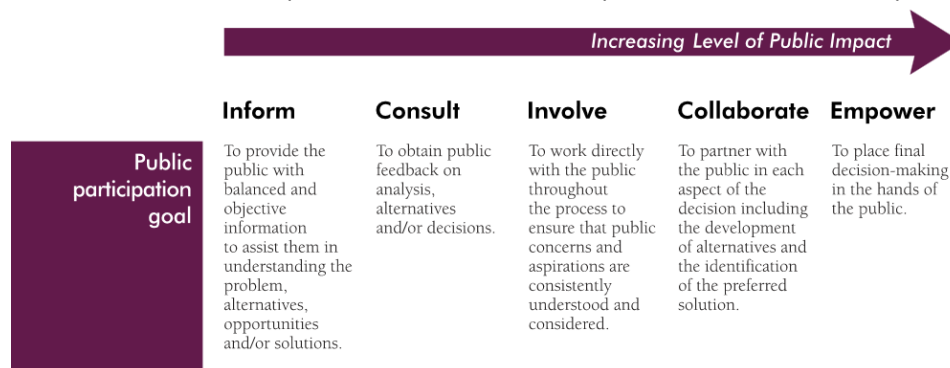 Increasing Level of Public Impact
Inform
Consult
Involve
Collaborate
Empower
Public
participation
goal
To provide the
public with
balanced and
objective
information
to assist them in
understanding the
problem,
alternatives,
opportunities
and/or solutions.
To obtain public
feedback on
analysis,
alternatives
and/or decisions.
To work directly
with the public
throughout
the process to
ensure that public
concerns and
aspirations are
consistently
understood and
considered.
To partner with
the public in each
aspect of the
decision including
the development
of alternatives and
the identification
of the preferred
solution.
To place final
decision-making
in the hands of
the public.